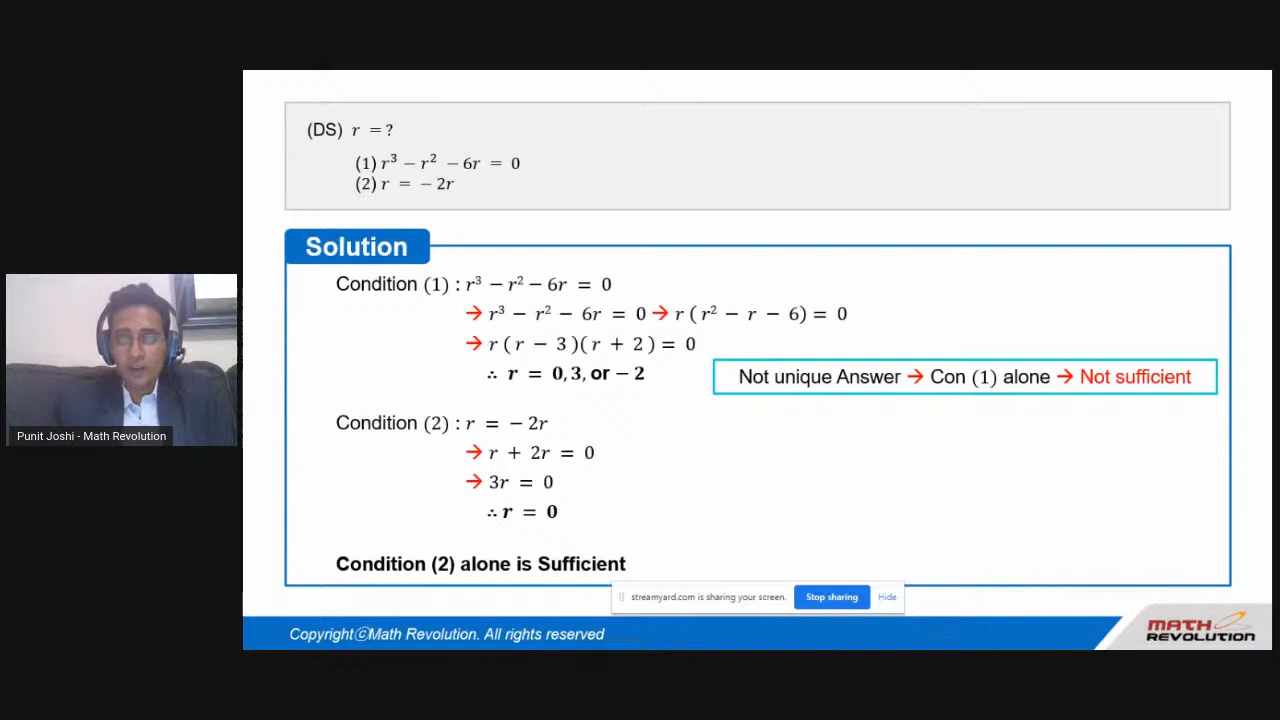 (DS) r = ?
(1) r³ − r² − 6r = 0
(2) r = − 2r
Solution
Condition (1) : r³ − r² − 6r = 0
→ r³ − r² − 6r = 0 → r ( r² − r − 6) = 0
→ r ( r − 3 )( r + 2 ) = 0
∴ r = 0, 3, or − 2
Not unique Answer → Con (1) alone → Not sufficient
Condition (2) : r = − 2r
→ r + 2r = 0
→ 3r = 0
∴ r = 0
Condition (2) alone is Sufficient
Punit Joshi - Math Revolution
streamyard.com is sharing your screen. Stop sharing Hide
CopyrightⓒMath Revolution. All rights reserved
MATH
REVOLUTION